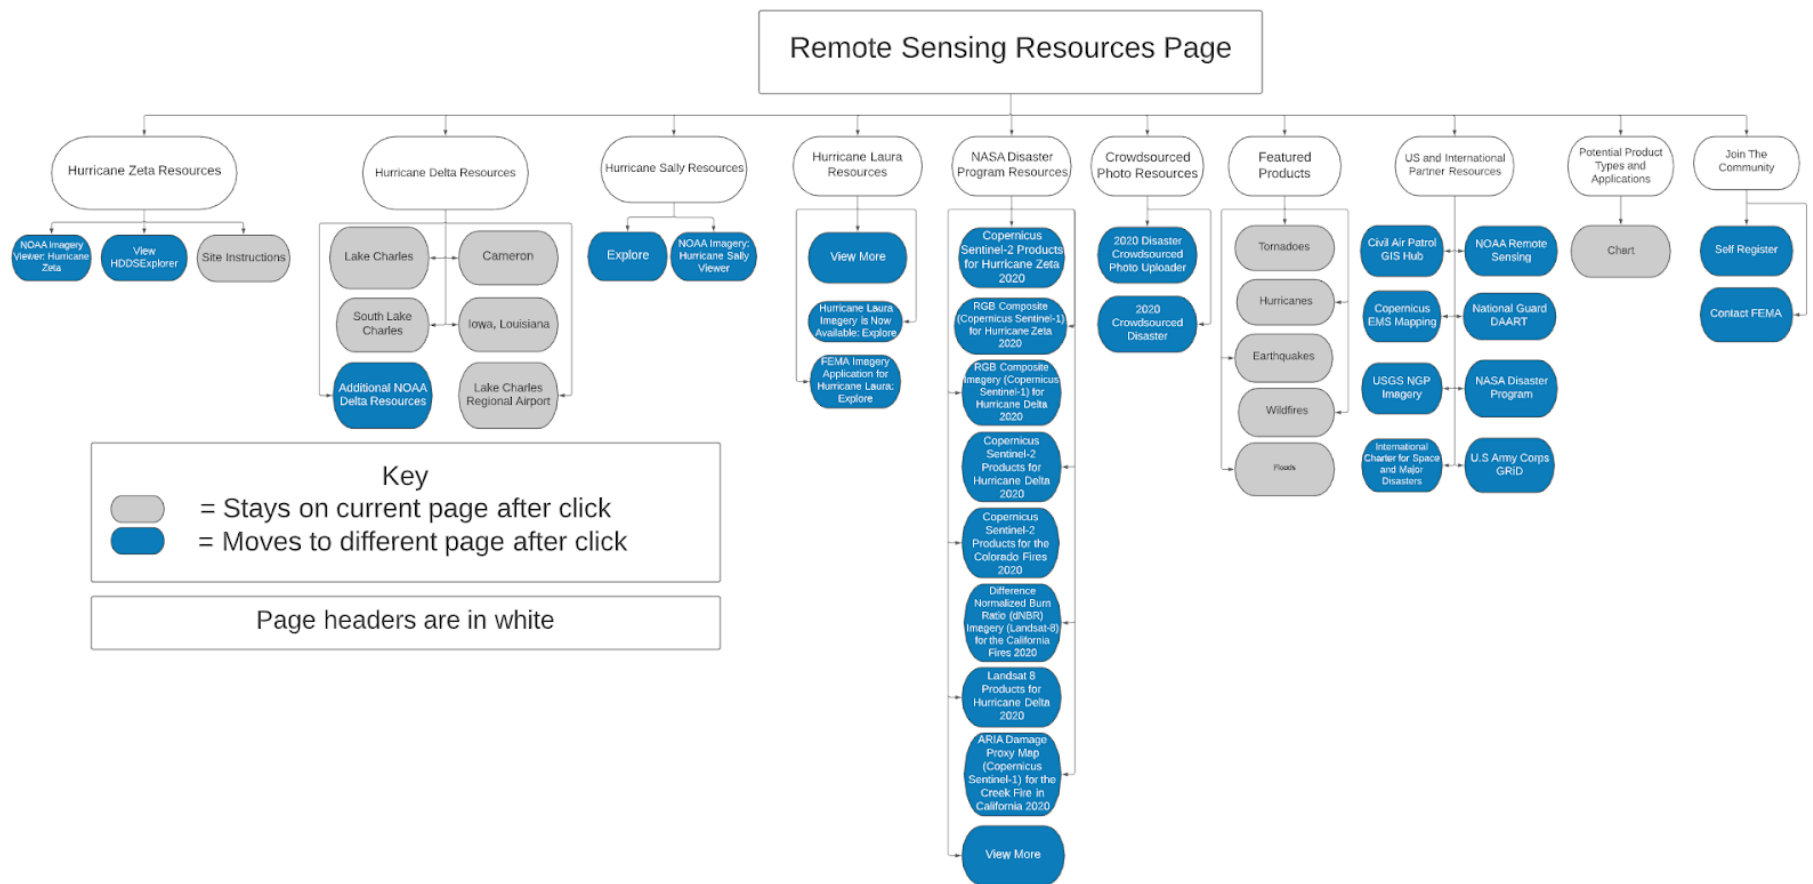 Remote Sensing Resources Page
Hurricane Zeta Resources
NOAA Imagery
Viewer: Hurricane
Zeta
View
HDDSExplorer
Site Instructions
Hurricane Delta Resources
Lake Charles
Cameron
South Lake
Charles
Iowa, Louisiana
Additional NOAA
Delta Resources
Lake Charles
Regional Airport
Hurricane Sally Resources
Explore
NOAA Imagery:
Hurricane Sally
Viewer
Hurricane Laura
Resources
View More
Hurricane Laura
Imagery is Now
Available: Explore
FEMA Imagery
Application for
Hurricane Laura:
Explore
NASA Disaster
Program Resources
Copernicus
Sentinel-2 Products
for Hurricane Zeta
2020
RGB Composite
(Copernicus Sentinel-1)
for Hurricane Zeta
2020
RGB Composite
Imagery (Copernicus
Sentinel-1) for
Hurricane Delta
2020
Copernicus
Sentinel-2
Products for
Hurricane Delta
2020
Copernicus
Sentinel-2
Products for the
Colorado Fires
2020
Difference
Normalized Burn
Ratio (dNBR)
Imagery (Landsat-8)
for the California
Fires 2020
Landsat 8
Products for
Hurricane Delta
2020
ARIA Damage
Proxy Map
(Copernicus
Sentinel-1) for the
Creek Fire in
California 2020
View More
Crowdsourced
Photo Resources
2020 Disaster
Crowdsourced
Photo Uploader
2020
Crowdsourced
Disaster
Featured
Products
Tornadoes
Hurricanes
Earthquakes
Wildfires
Floods
US and International
Partner Resources
Civil Air Patrol
GIS Hub
NOAA Remote
Sensing
Copernicus
EMS Mapping
National Guard
DAART
USGS NGP
Imagery
NASA Disaster
Program
International
Charter for Space
and Major
Disasters
U.S Army Corps
GRiD
Potential Product
Types and
Applications
Chart
Join The
Community
Self Register
Contact FEMA
Key
= Stays on current page after click
= Moves to different page after click
Page headers are in white